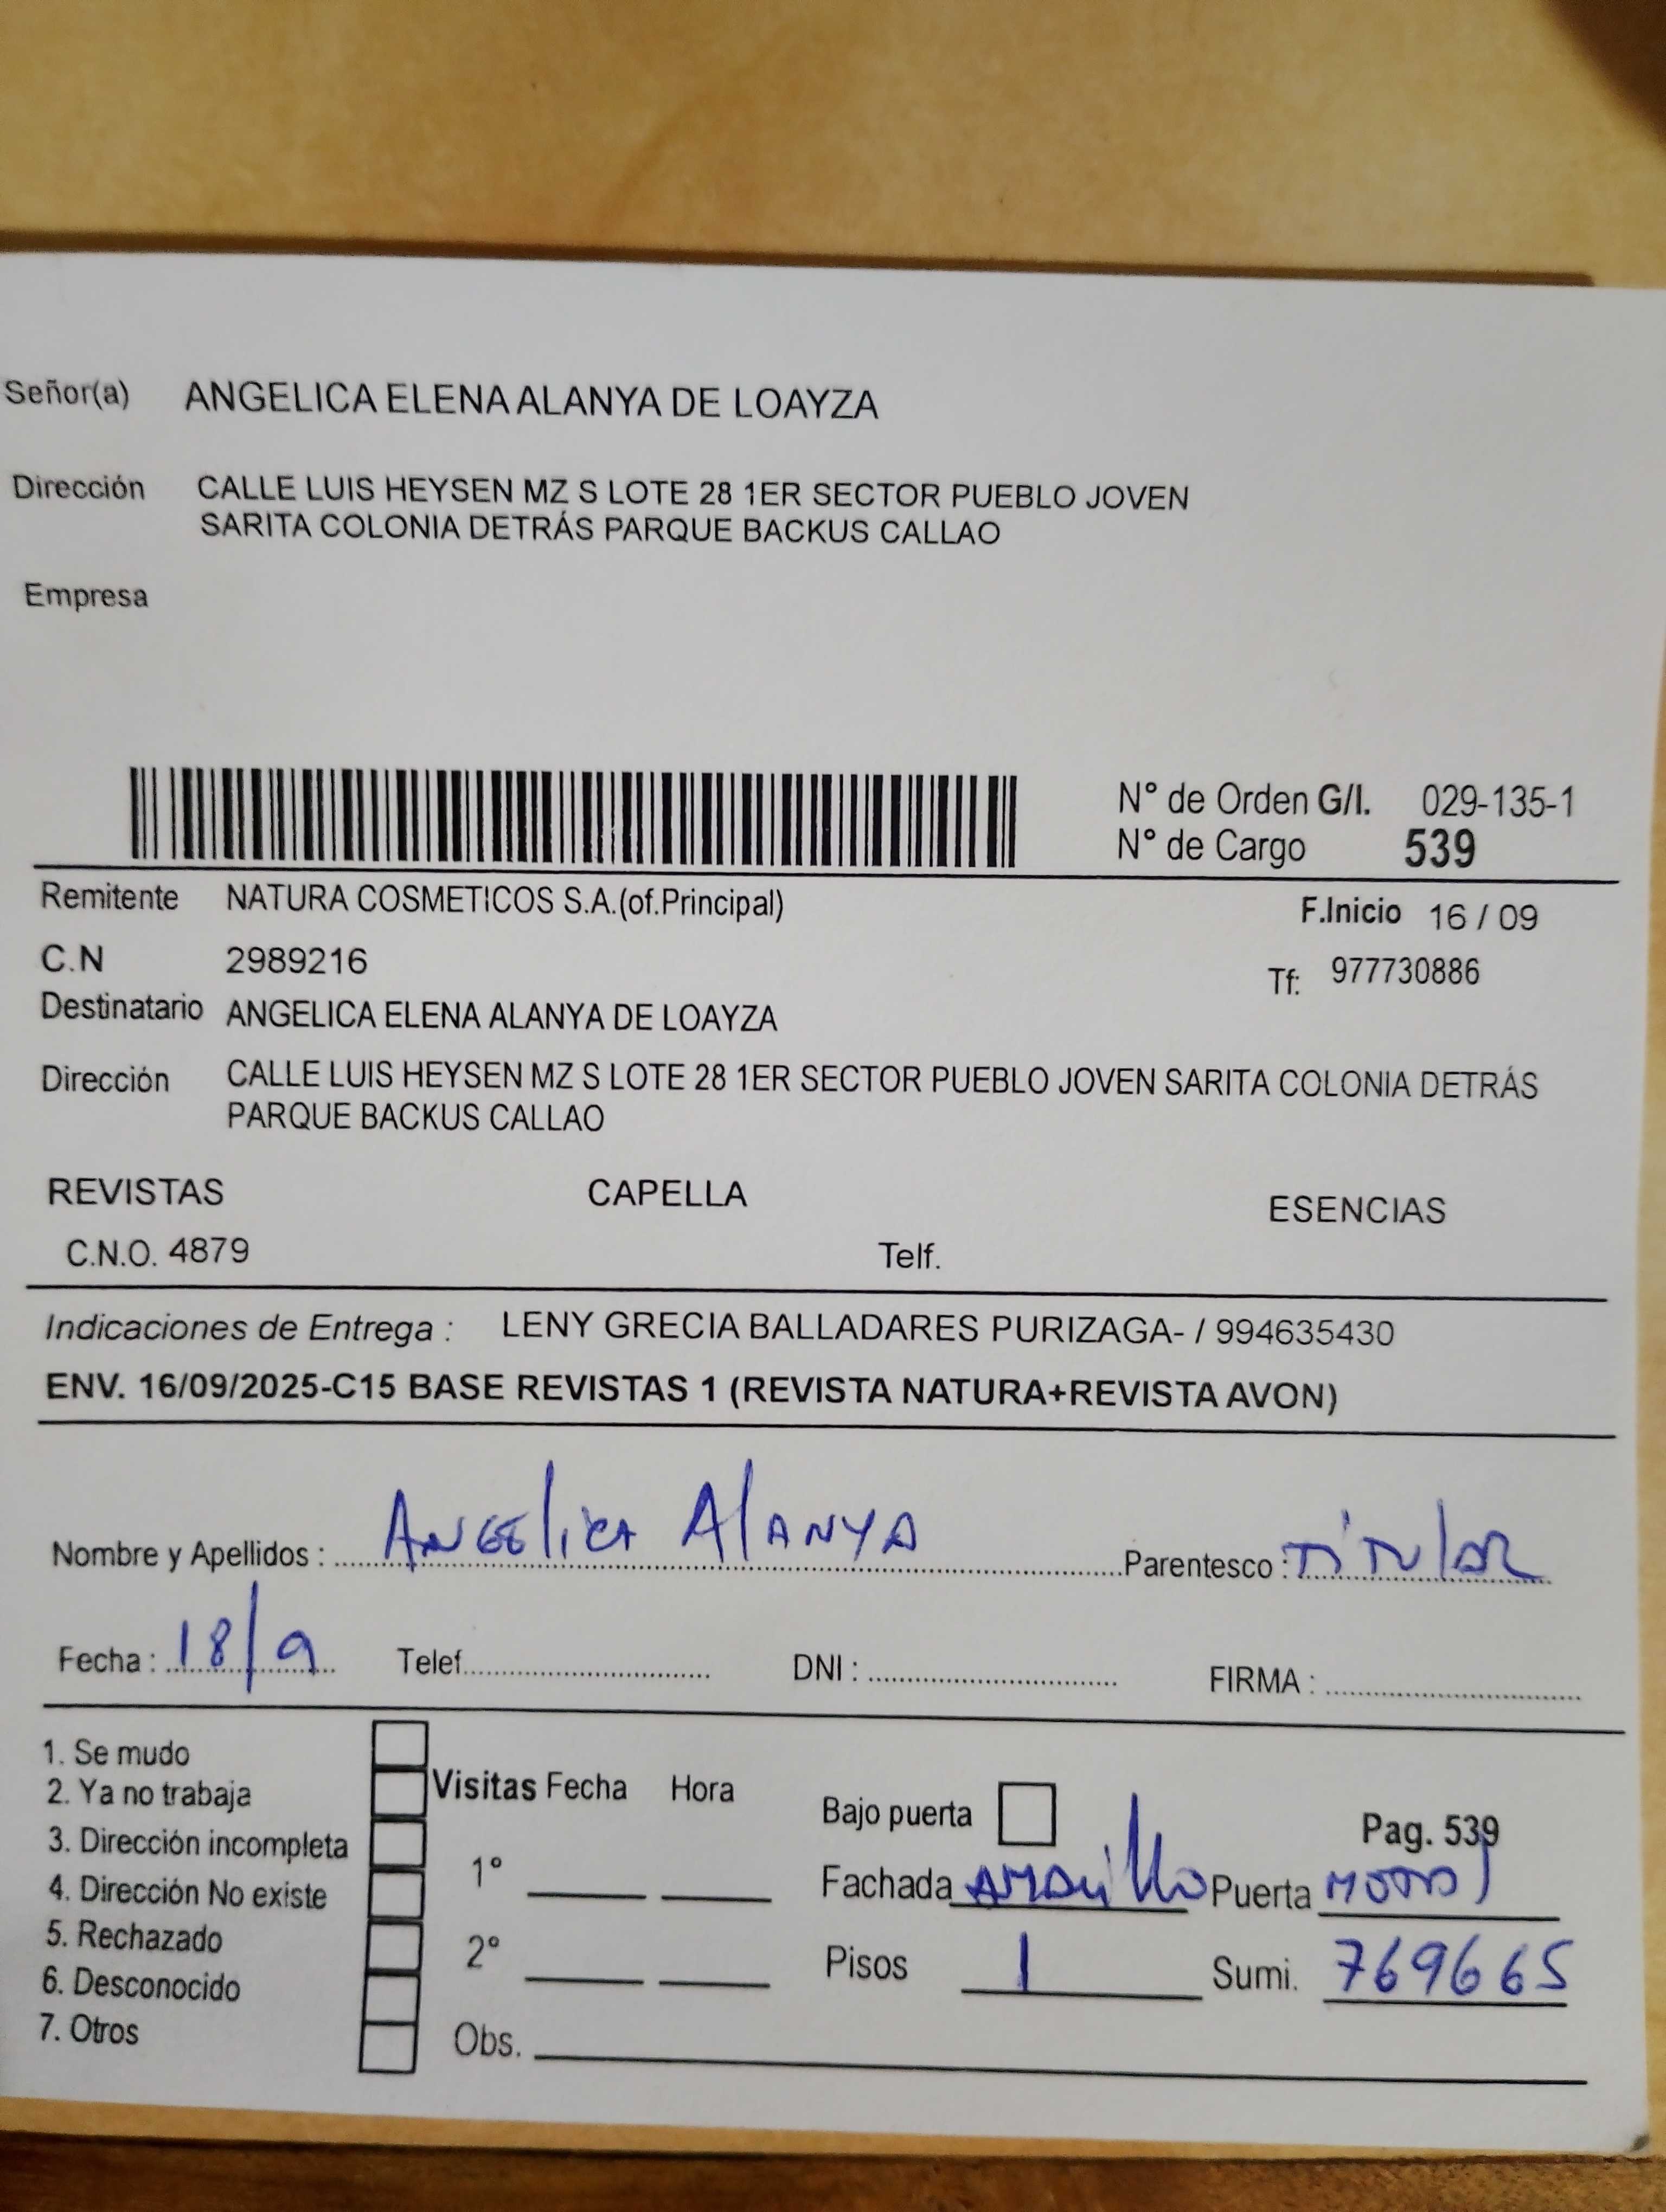 Señor(a) ANGELICA ELENA ALANYA DE LOAYZA
Dirección CALLE LUIS HEYSEN MZ S LOTE 28 1ER SECTOR PUEBLO JOVEN
SARITA COLONIA DETRÁS PARQUE BACKUS CALLAO
Empresa
N° de Orden G/I. 029-135-1
N° de Cargo 539
Remitente NATURA COSMETICOS S.A.(of.Principal) F.Inicio 16 / 09
C.N 2989216 Tf: 977730886
Destinatario ANGELICA ELENA ALANYA DE LOAYZA
Dirección CALLE LUIS HEYSEN MZ S LOTE 28 1ER SECTOR PUEBLO JOVEN SARITA COLONIA DETRÁS
PARQUE BACKUS CALLAO
REVISTAS CAPELLA ESENCIAS
C.N.O. 4879 Telf.
Indicaciones de Entrega : LENY GRECIA BALLADARES PURIZAGA- / 994635430
ENV. 16/09/2025-C15 BASE REVISTAS 1 (REVISTA NATURA+REVISTA AVON)
Nombre y Apellidos : ANGElicA AlANYA Parentesco : TiTulAR
Fecha : 18/9 Telef. DNI : FIRMA :
1. Se mudo
2. Ya no trabaja Visitas Fecha Hora Bajo puerta Pag. 539
3. Dirección incompleta
4. Dirección No existe 1° Fachada AMArillo Puerta
5. Rechazado
6. Desconocido 2° Pisos 1 Sumi. 769665
7. Otros Obs.